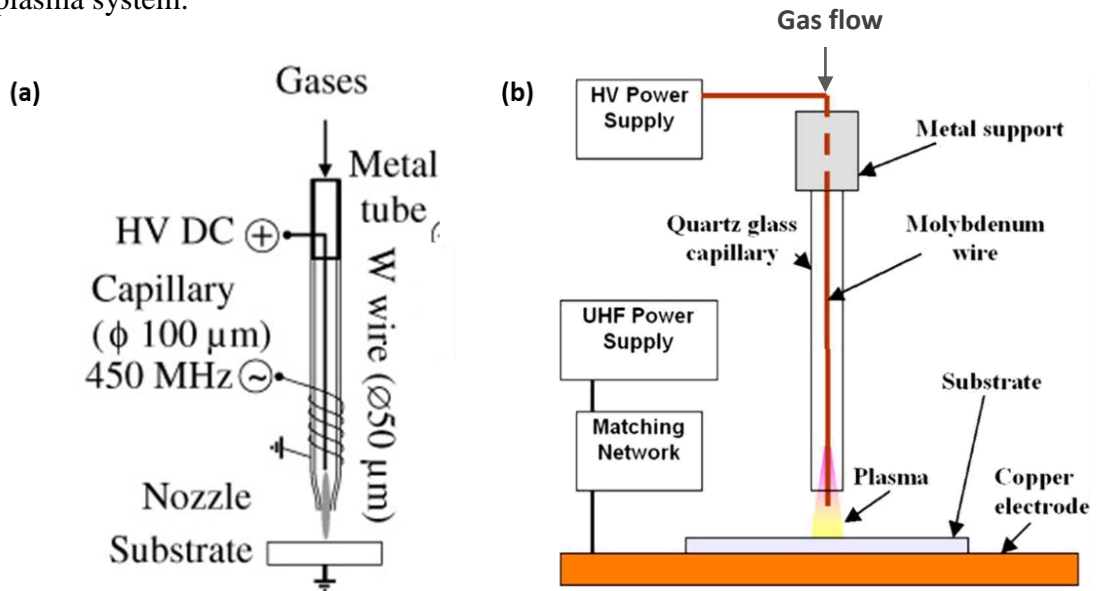 plasma system.
(a)
Gases
Metal
tube
HV DC +
Capillary
(ϕ 100 µm)
450 MHz ~
W wire (∅50 µm)
Nozzle
Substrate
(b)
Gas flow
HV Power
Supply
Metal support
Quartz glass
capillary
Molybdenum
wire
UHF Power
Supply
Substrate
Matching
Network
Plasma
Copper
electrode